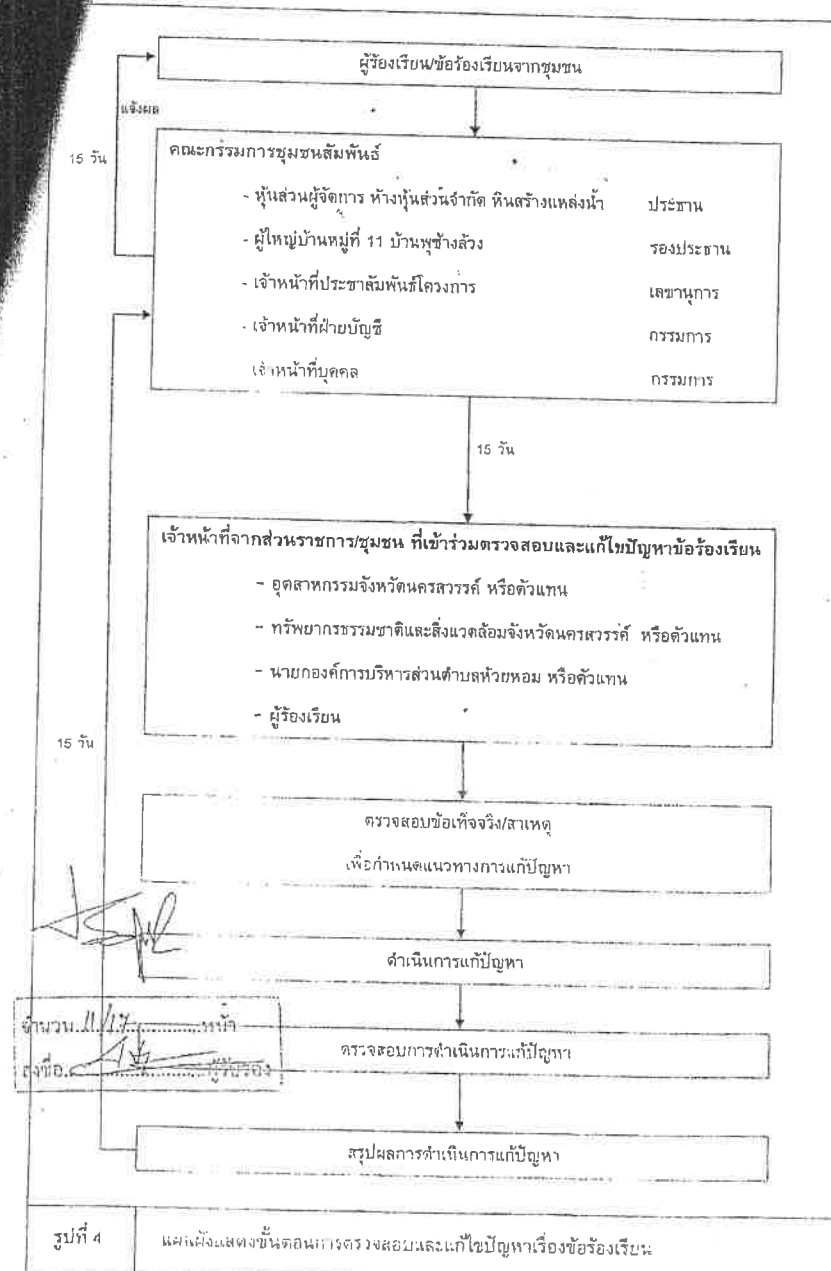 ผู้ร้องเรียน/ข้อร้องเรียนจากชุมชน
แจ้งผล
15 วัน
คณะกรรมการชุมชนสัมพันธ์
- หุ้นส่วนผู้จัดการ ห้างหุ้นส่วนจำกัด หินสร้างแหล่งน้ำ ประธาน
- ผู้ใหญ่บ้านหมู่ที่ 11 บ้านพุช้างล้วง รองประธาน
- เจ้าหน้าที่ประชาสัมพันธ์โครงการ เลขานุการ
- เจ้าหน้าที่ฝ่ายบัญชี กรรมการ
เจ้าหน้าที่บุคคล กรรมการ
15 วัน
เจ้าหน้าที่จากส่วนราชการ/ชุมชน ที่เข้าร่วมตรวจสอบและแก้ไขปัญหาข้อร้องเรียน
- อุตสาหกรรมจังหวัดนครสวรรค์ หรือตัวแทน
- ทรัพยากรธรรมชาติและสิ่งแวดล้อมจังหวัดนครสวรรค์ หรือตัวแทน
- นายกองค์การบริหารส่วนตำบลห้วยหอม หรือตัวแทน
- ผู้ร้องเรียน
15 วัน
ตรวจสอบข้อเท็จจริง/สาเหตุ
เพื่อกำหนดแนวทางการแก้ปัญหา
ดำเนินการแก้ปัญหา
จำนวน 11/17 หน้า
ลงชื่อ ผู้รับรอง
ตรวจสอบการดำเนินการแก้ปัญหา
สรุปผลการดำเนินการแก้ปัญหา
รูปที่ 4 แผนผังแสดงขั้นตอนการตรวจสอบและแก้ไขปัญหาเรื่องข้อร้องเรียน